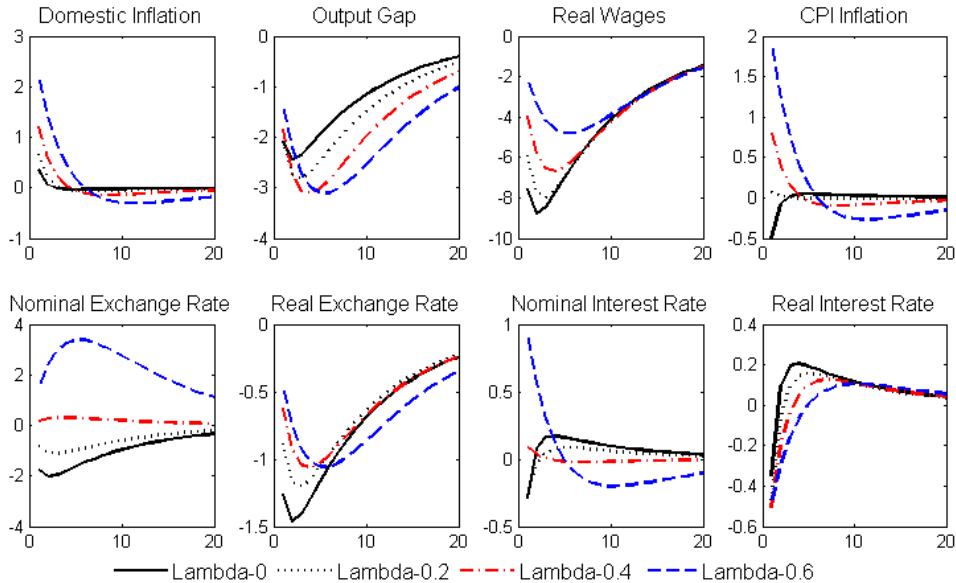 Domestic Inflation
Output Gap
Real Wages
CPI Inflation
3
2
1
0
-1
0 10 20
0
-1
-2
-3
-4
0 10 20
0
-2
-4
-6
-8
-10
0 10 20
2
1.5
1
0.5
0
-0.5
0 10 20
Nominal Exchange Rate
Real Exchange Rate
Nominal Interest Rate
Real Interest Rate
4
2
0
-2
-4
0 10 20
0
-0.5
-1
-1.5
0 10 20
1
0.5
0
-0.5
0 10 20
0.4
0.2
0
-0.2
-0.4
-0.6
0 10 20
Lambda-0 Lambda-0.2 Lambda-0.4 Lambda-0.6